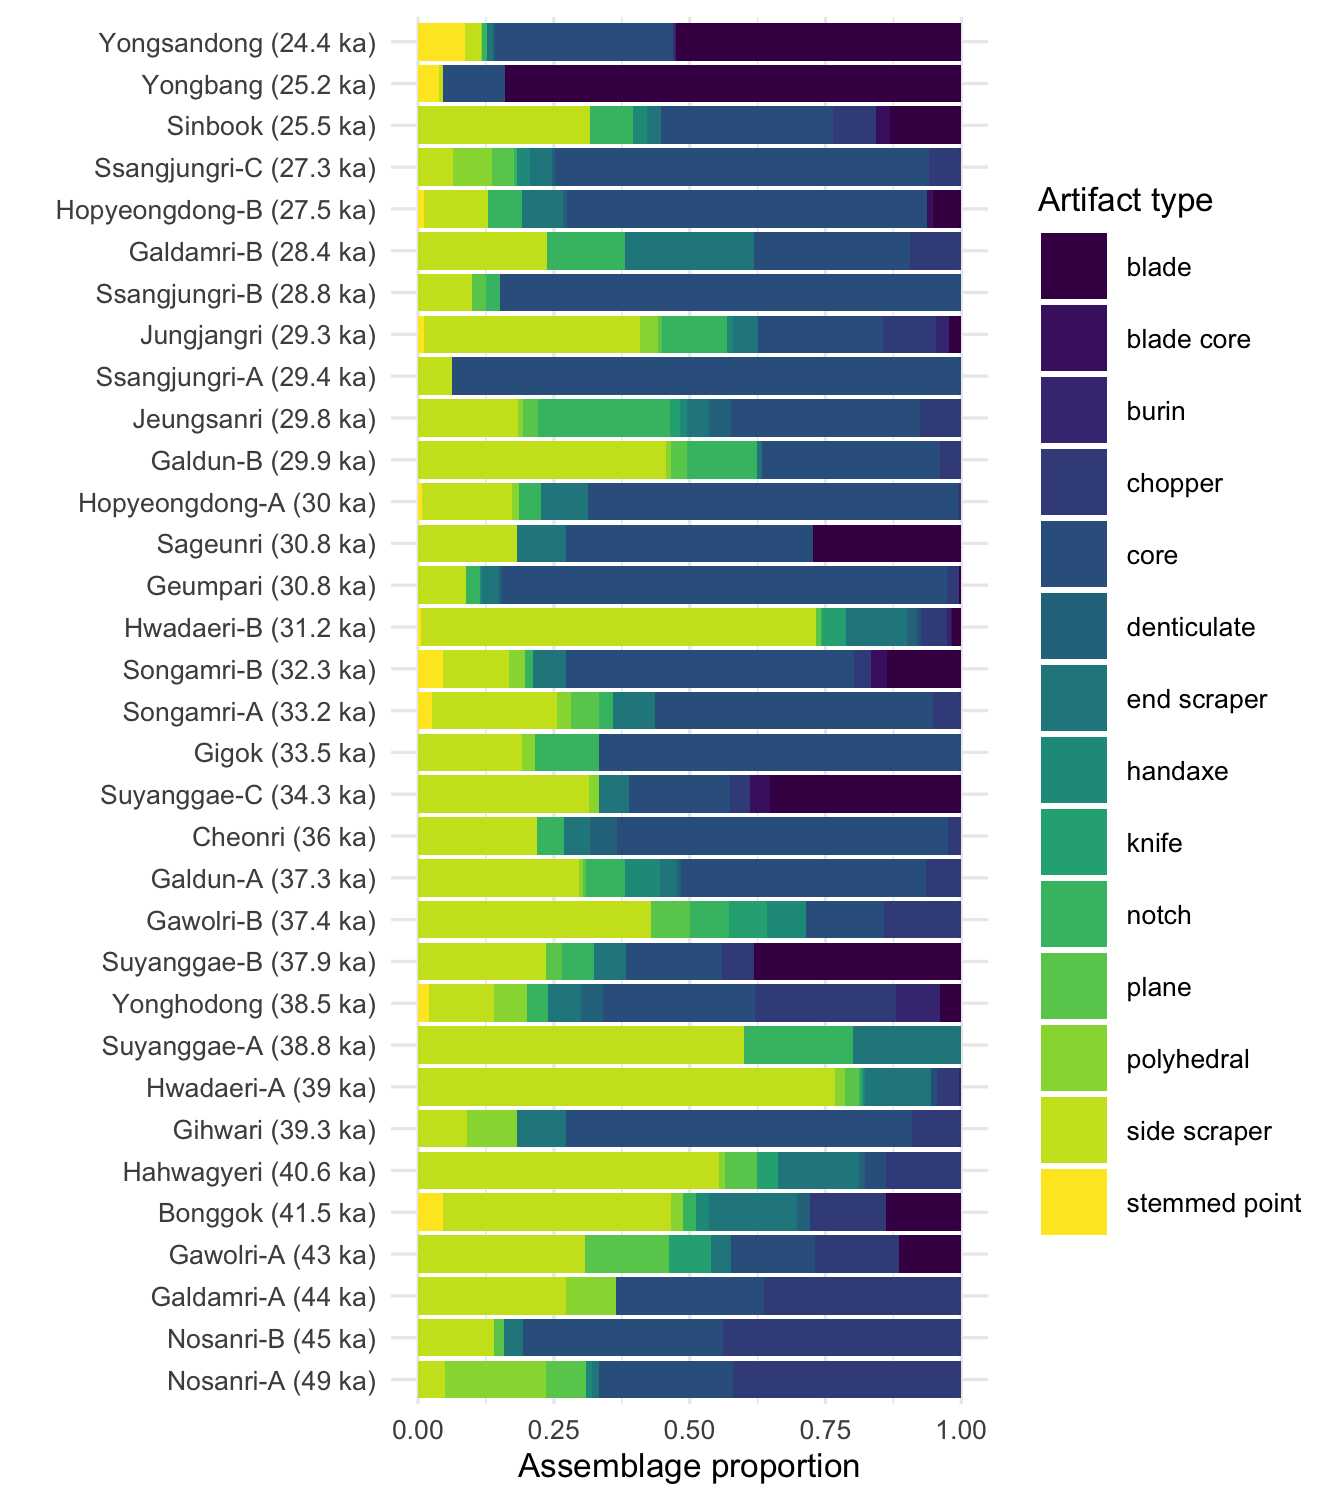 Yongsandong (24.4 ka)
Yongbang (25.2 ka)
Sinbook (25.5 ka)
Ssangjungri-C (27.3 ka)
Hopyeongdong-B (27.5 ka)
Galdamri-B (28.4 ka)
Ssangjungri-B (28.8 ka)
Jungjangri (29.3 ka)
Ssangjungri-A (29.4 ka)
Jeungsanri (29.8 ka)
Galdun-B (29.9 ka)
Hopyeongdong-A (30 ka)
Sageunri (30.8 ka)
Geumpari (30.8 ka)
Hwadaeri-B (31.2 ka)
Songamri-B (32.3 ka)
Songamri-A (33.2 ka)
Gigok (33.5 ka)
Suyanggae-C (34.3 ka)
Cheonri (36 ka)
Galdun-A (37.3 ka)
Gawolri-B (37.4 ka)
Suyanggae-B (37.9 ka)
Yonghodong (38.5 ka)
Suyanggae-A (38.8 ka)
Hwadaeri-A (39 ka)
Gihwari (39.3 ka)
Hahwagyeri (40.6 ka)
Bonggok (41.5 ka)
Gawolri-A (43 ka)
Galdamri-A (44 ka)
Nosanri-B (45 ka)
Nosanri-A (49 ka)
0.00 0.25 0.50 0.75 1.00
Assemblage proportion
Artifact type
blade
blade core
burin
chopper
core
denticulate
end scraper
handaxe
knife
notch
plane
polyhedral
side scraper
stemmed point